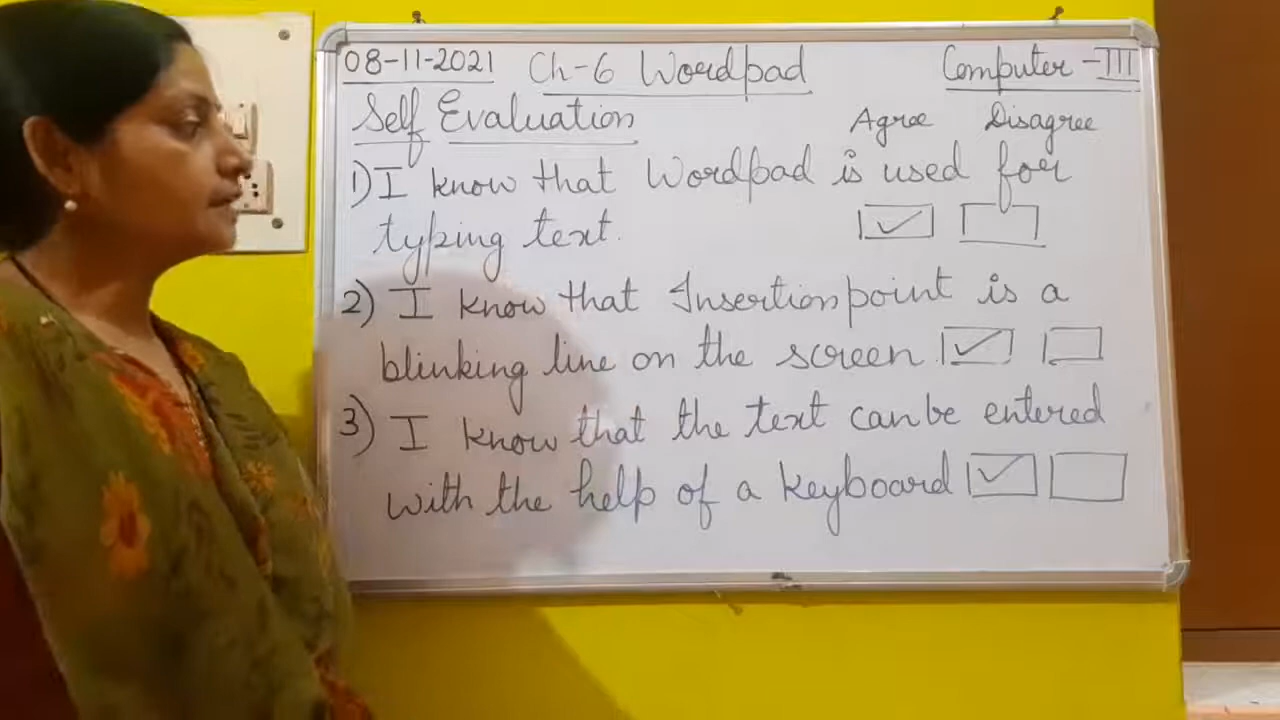 08-11-2021 Ch-6 Wordpad Computer-III
Self Evaluation Agree Disagree
1) I know that Wordpad is used for
typing text. ✓
2) I know that Insertion point is a
blinking line on the screen. ✓
3) I know that the text can be entered
with the help of a keyboard ✓